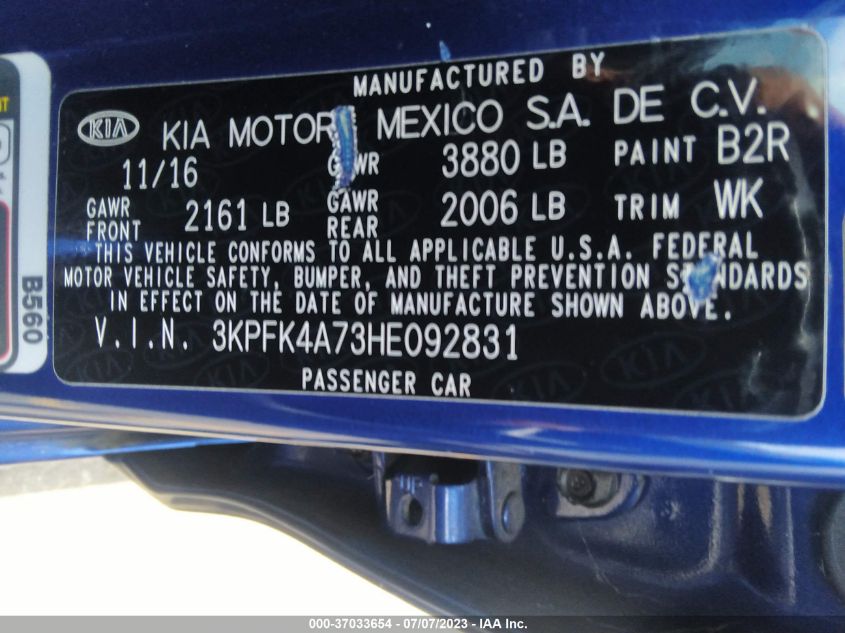 MANUFACTURED BY
KIA KIA MOTOR MEXICO S.A. DE C.V.
11/16 3880 LB PAINT B2R
GAWR FRONT 2161 LB GAWR REAR 2006 LB TRIM WK
THIS VEHICLE CONFORMS TO ALL APPLICABLE U.S.A. FEDERAL
MOTOR VEHICLE SAFETY, BUMPER, AND THEFT PREVENTION STANDARDS
IN EFFECT ON THE DATE OF MANUFACTURE SHOWN ABOVE.
V.I.N. 3KPFK4A73HE092831
PASSENGER CAR
B560
000-37033654 / 07/07/2023 - © IAA Inc.